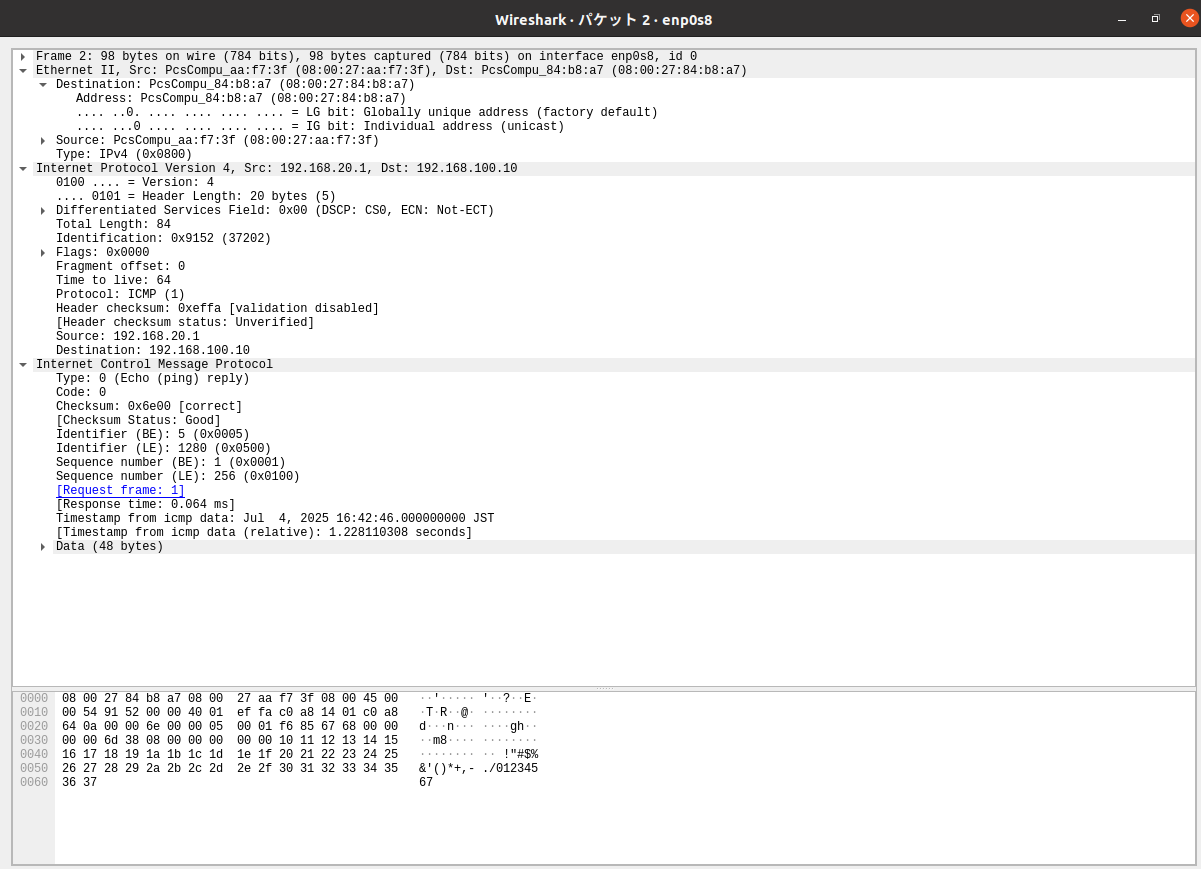 Wireshark · パケット 2 · enp0s8
Frame 2: 98 bytes on wire (784 bits), 98 bytes captured (784 bits) on interface enp0s8, id 0
Ethernet II, Src: PcsCompu_aa:f7:3f (08:00:27:aa:f7:3f), Dst: PcsCompu_84:b8:a7 (08:00:27:84:b8:a7)
Destination: PcsCompu_84:b8:a7 (08:00:27:84:b8:a7)
Address: PcsCompu_84:b8:a7 (08:00:27:84:b8:a7)
.... ..0. .... .... .... .... = LG bit: Globally unique address (factory default)
.... ...0 .... .... .... .... = IG bit: Individual address (unicast)
Source: PcsCompu_aa:f7:3f (08:00:27:aa:f7:3f)
Type: IPv4 (0x0800)
Internet Protocol Version 4, Src: 192.168.20.1, Dst: 192.168.100.10
0100 .... = Version: 4
.... 0101 = Header Length: 20 bytes (5)
Differentiated Services Field: 0x00 (DSCP: CS0, ECN: Not-ECT)
Total Length: 84
Identification: 0x9152 (37202)
Flags: 0x0000
Fragment offset: 0
Time to live: 64
Protocol: ICMP (1)
Header checksum: 0xeffa [validation disabled]
[Header checksum status: Unverified]
Source: 192.168.20.1
Destination: 192.168.100.10
Internet Control Message Protocol
Type: 0 (Echo (ping) reply)
Code: 0
Checksum: 0x6e00 [correct]
[Checksum Status: Good]
Identifier (BE): 5 (0x0005)
Identifier (LE): 1280 (0x0500)
Sequence number (BE): 1 (0x0001)
Sequence number (LE): 256 (0x0100)
[Request frame: 1]
[Response time: 0.064 ms]
Timestamp from icmp data: Jul  4, 2025 16:42:46.000000000 JST
[Timestamp from icmp data (relative): 1.228110308 seconds]
Data (48 bytes)
0000 08 00 27 84 b8 a7 08 00  27 aa f7 3f 08 00 45 00 ··'····· '··?··E·
0010 00 54 91 52 00 00 40 01  ef fa c0 a8 14 01 c0 a8 ·T·R··@· ········
0020 64 0a 00 00 6e 00 00 05  00 01 f6 85 67 68 00 00 d···n··· ····gh··
0030 00 00 6d 38 08 00 00 00  00 00 10 11 12 13 14 15 ··m8···· ········
0040 16 17 18 19 1a 1b 1c 1d  1e 1f 20 21 22 23 24 25 ········ ·· !"#$%
0050 26 27 28 29 2a 2b 2c 2d  2e 2f 30 31 32 33 34 35 &'()*+,- ./012345
0060 36 37 67